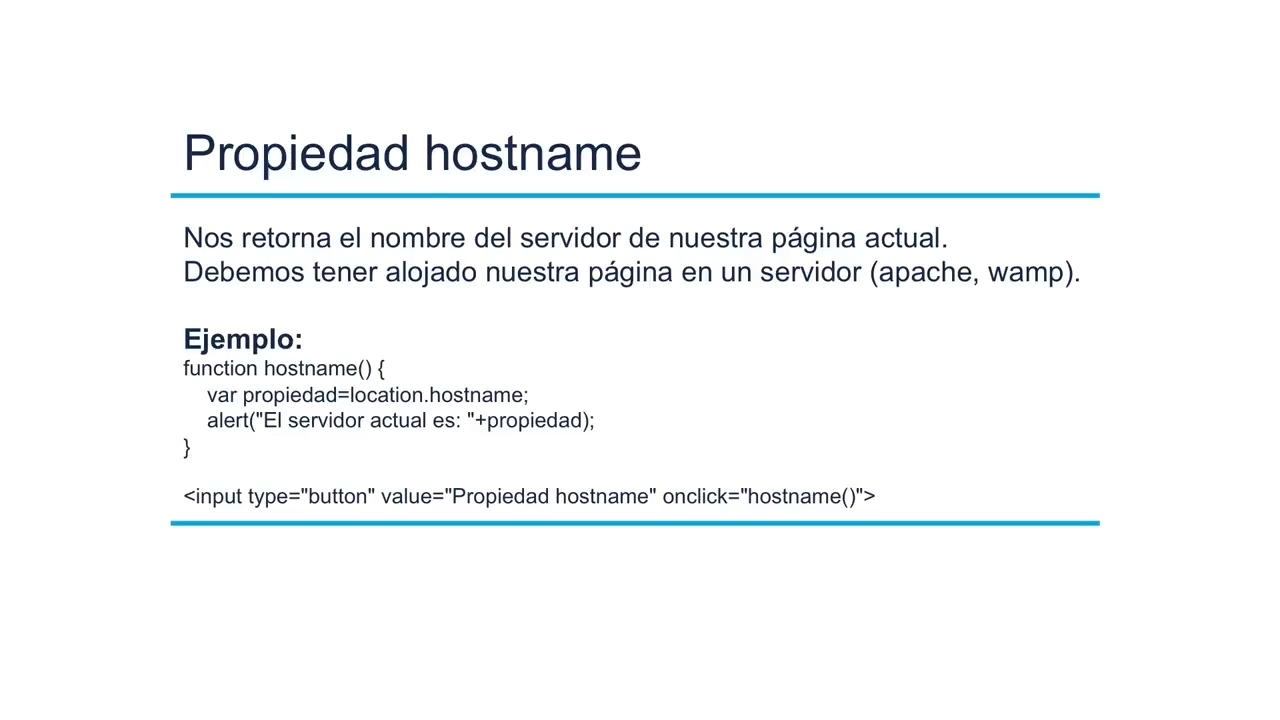 Propiedad hostname
Nos retorna el nombre del servidor de nuestra página actual.
Debemos tener alojado nuestra página en un servidor (apache, wamp).
Ejemplo:
function hostname() {
    var propiedad=location.hostname;
    alert("El servidor actual es: "+propiedad);
}
<input type="button" value="Propiedad hostname" onclick="hostname()">